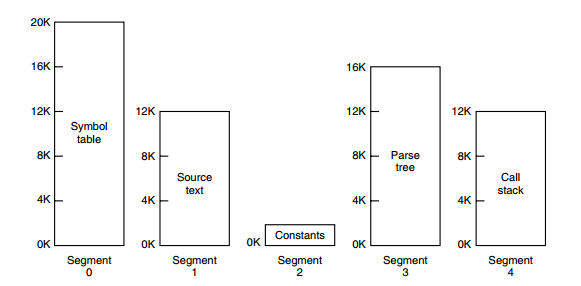 20K
16K
12K
8K
4K
0K
Symbol
table
Segment
0
12K
8K
4K
0K
Source
text
Segment
1
0K
Constants
Segment
2
16K
12K
8K
4K
0K
Parse
tree
Segment
3
12K
8K
4K
0K
Call
stack
Segment
4